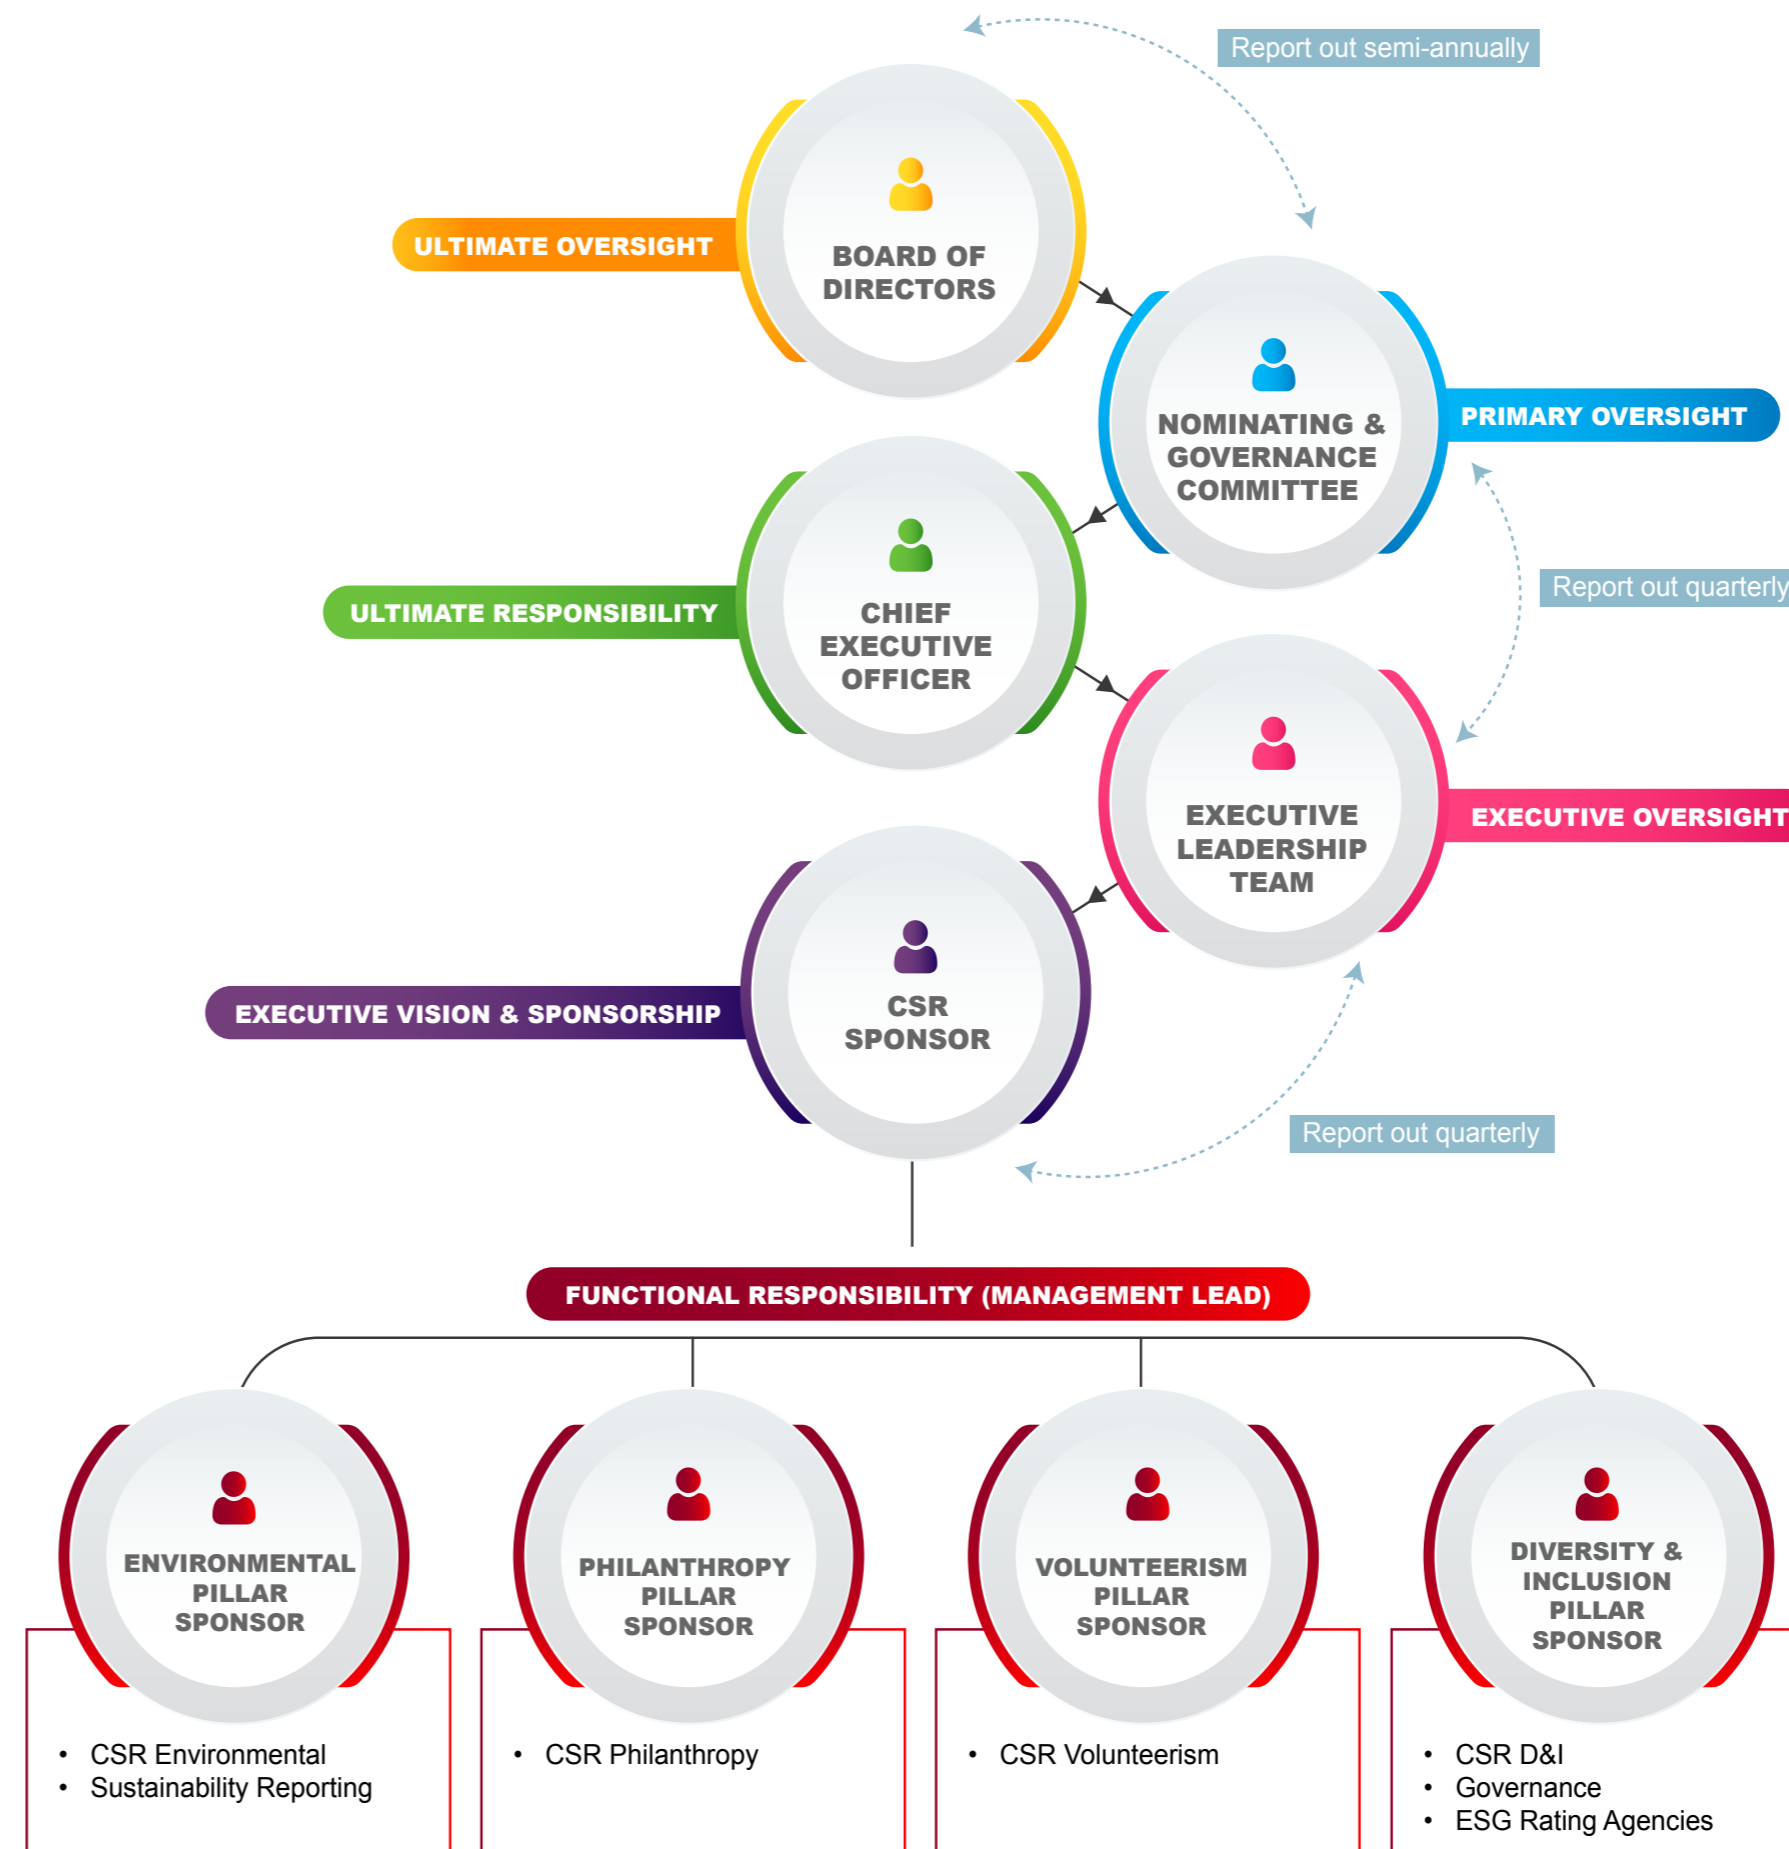 Report out semi-annually
ULTIMATE OVERSIGHT
BOARD OF
DIRECTORS
NOMINATING &
GOVERNANCE
COMMITTEE
PRIMARY OVERSIGHT
Report out quarterly
ULTIMATE RESPONSIBILITY
CHIEF
EXECUTIVE
OFFICER
EXECUTIVE
LEADERSHIP
TEAM
EXECUTIVE OVERSIGHT
EXECUTIVE VISION & SPONSORSHIP
CSR
SPONSOR
Report out quarterly
FUNCTIONAL RESPONSIBILITY (MANAGEMENT LEAD)
ENVIRONMENTAL
PILLAR
SPONSOR
• CSR Environmental
• Sustainability Reporting
PHILANTHROPY
PILLAR
SPONSOR
• CSR Philanthropy
VOLUNTEERISM
PILLAR
SPONSOR
• CSR Volunteerism
DIVERSITY &
INCLUSION
PILLAR
SPONSOR
• CSR D&I
• Governance
• ESG Rating Agencies